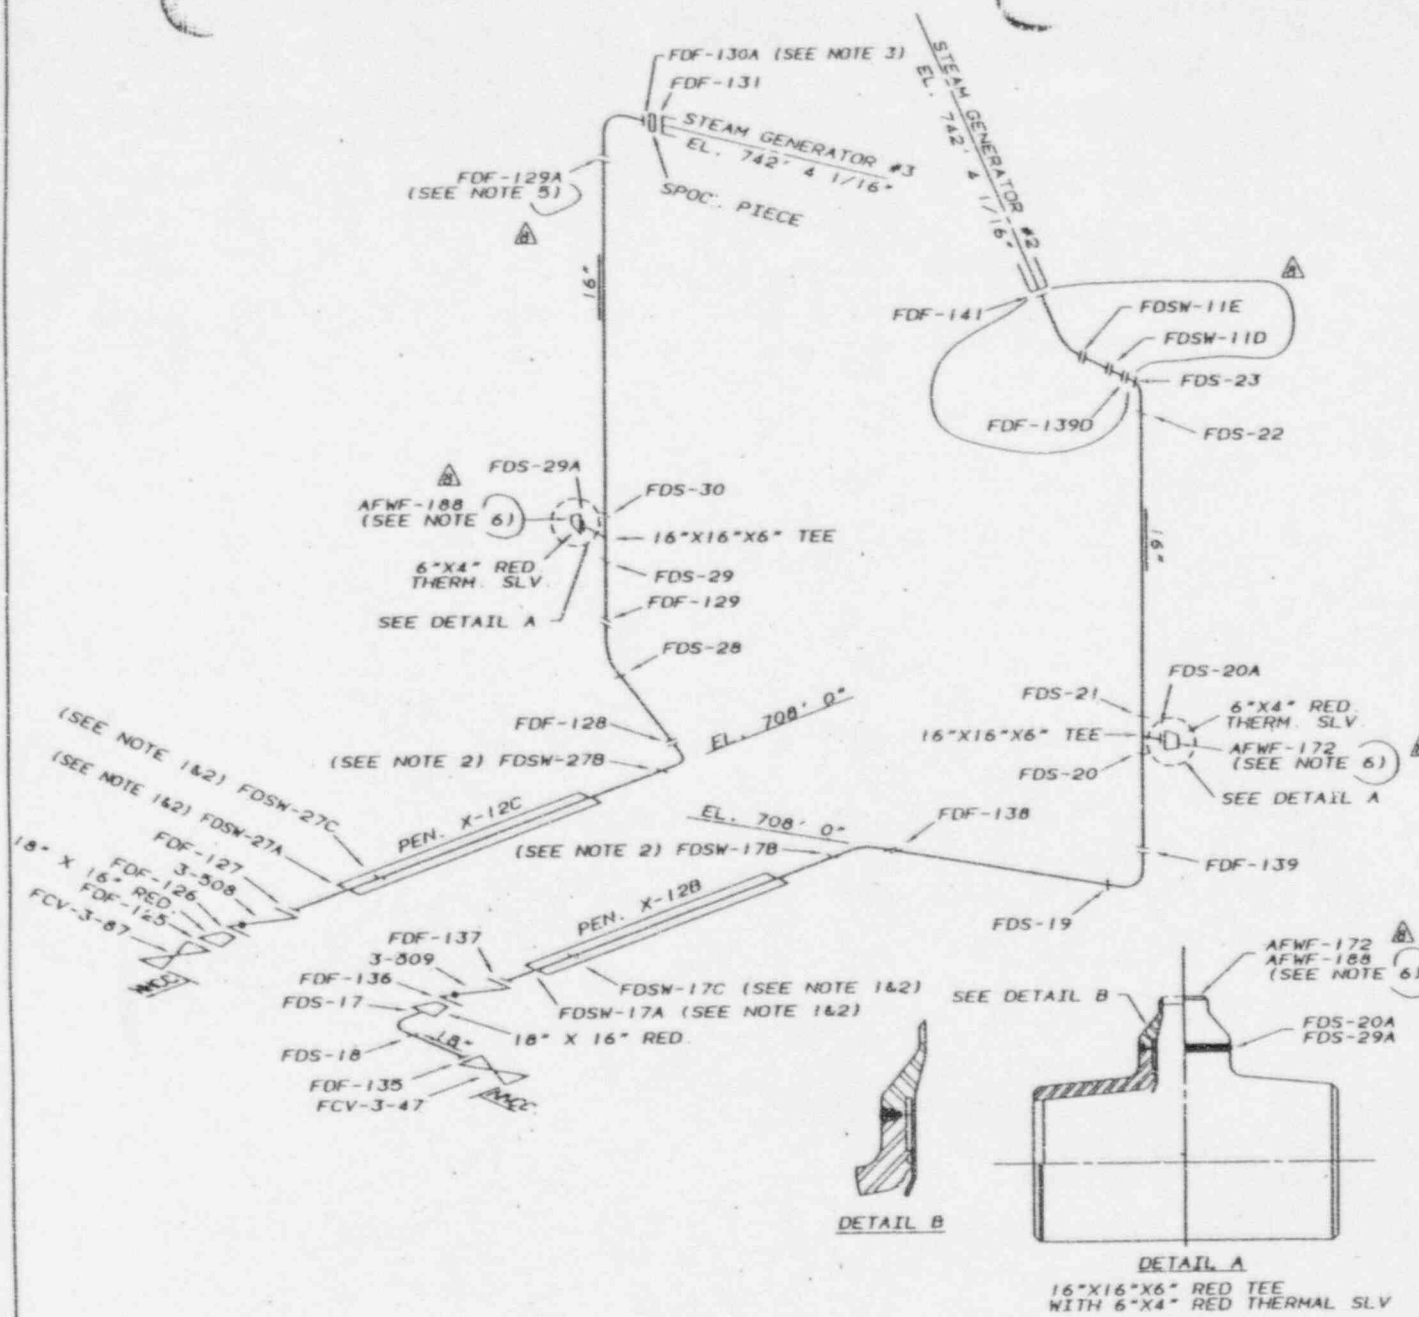 FDF-130A (SEE NOTE 3)
FDF-131
STEAM GENERATOR #3
EL. 742' 4 1/16"
SPOC. PIECE
FDF-129A
(SEE NOTE 5)
8
16"
STEAM GENERATOR #2
EL. 742' 4 1/16"
8
FDF-141
FDSW-11E
FDSW-11D
FDS-23
FDF-139D
FDS-22
16"
8
FDS-29A
AFWF-188
(SEE NOTE 6)
FDS-30
16"X16"X6" TEE
6"X4" RED
THERM. SLV.
FDS-29
SEE DETAIL A
FDF-129
FDS-28
FDF-128
EL. 708' 0"
(SEE NOTE 2) FDSW-27B
PEN. X-12C
(SEE NOTE 1&2) FDSW-27C
(SEE NOTE 1&2) FDSW-27A
FDF-127
3-508
FDF-126
18" X 16" RED.
FDF-125
FCV-3-87
FDS-21
FDS-20A
6"X4" RED.
THERM. SLV.
16"X16"X6" TEE
AFWF-172
(SEE NOTE 6)
FDS-20
SEE DETAIL A
EL. 708' 0"
FDF-138
(SEE NOTE 2) FDSW-17B
FDF-139
FDS-19
PEN. X-12B
FDF-137
3-509
FDF-136
FDS-17
FDSW-17C (SEE NOTE 1&2)
FDSW-17A (SEE NOTE 1&2)
18" X 16" RED.
18"
FDS-18
FDF-135
FCV-3-47
8
AFWF-172
AFWF-188
(SEE NOTE 6)
SEE DETAIL B
FDS-20A
FDS-29A
DETAIL B
DETAIL A
16"X16"X6" RED TEE
WITH 6"X4" RED THERMAL SLV